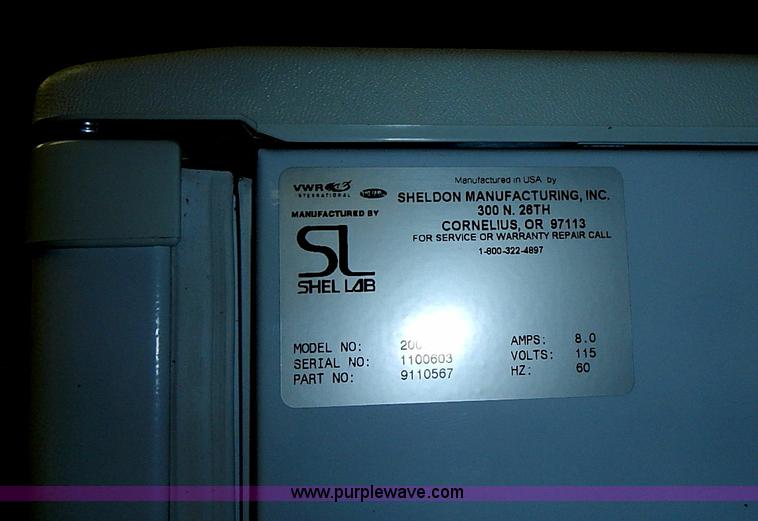 VWR
INTERNATIONAL
MANUFACTURED BY
SL
SHEL LAB
Manufactured in USA by
SHELDON MANUFACTURING, INC.
300 N. 26TH
CORNELIUS, OR 97113
FOR SERVICE OR WARRANTY REPAIR CALL
1-800-322-4897
MODEL NO:
SERIAL NO: 1100603
PART NO: 9110567
AMPS: 8.0
VOLTS: 115
HZ: 60
www.purplewave.com